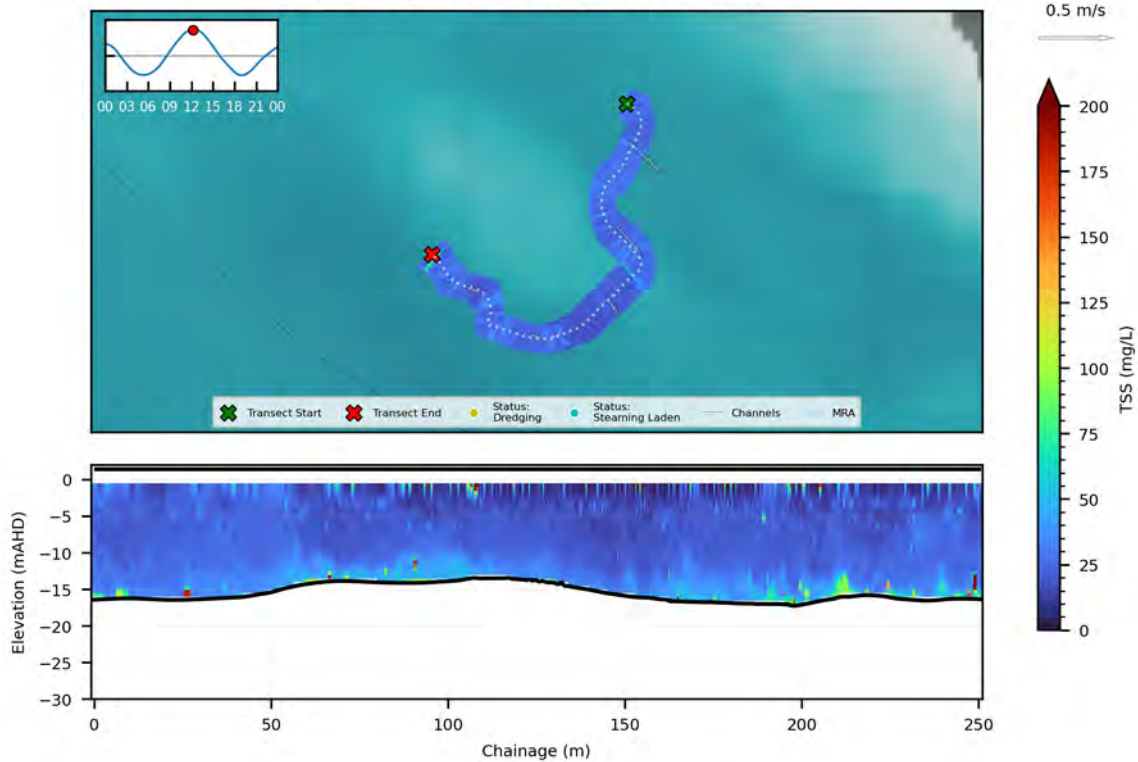 0.5 m/s
00 03 06 09 12 15 18 21 00
Transect Start
Transect End
Status:
Dredging
Status:
Steaming Laden
Channels
MRA
200
175
150
125
100
75
50
25
0
TSS (mg/L)
0
−5
−10
−15
−20
−25
−30
Elevation (mAHD)
0
50
100
150
200
250
Chainage (m)